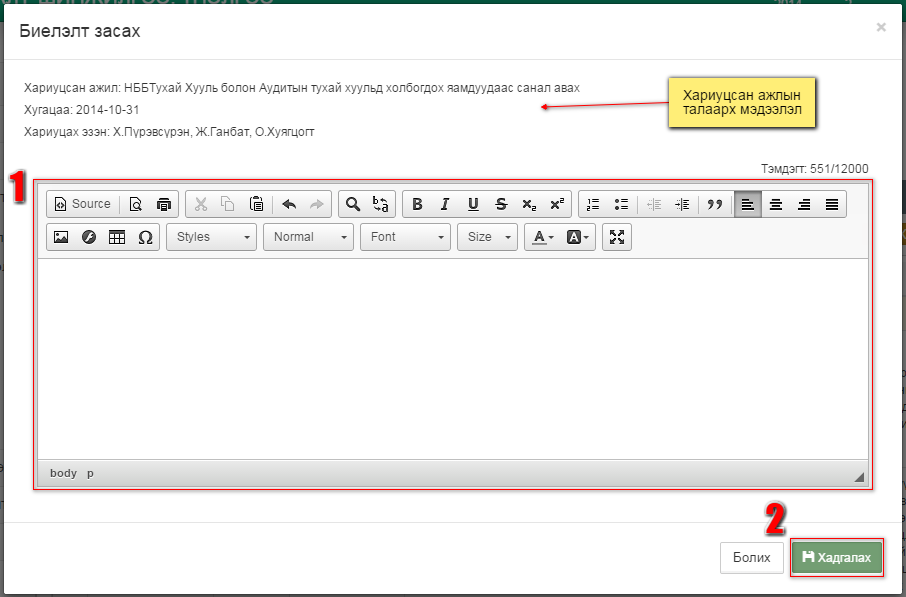 Биелэлт засах
×
Хариуцсан ажил: НББТухай Хууль болон Аудитын тухай хуульд холбогдох яамдуудаас санал авах
Хугацаа: 2014-10-31
Хариуцах эзэн: Х.Пүрэвсүрэн, Ж.Ганбат, О.Хуягцогт
Хариуцсан ажлын
талаарх мэдээлэл
Тэмдэгт: 551/12000
1
Source
B I U S x₂ x²
Styles Normal Font Size A A
body p
2
Болих Хадгалах